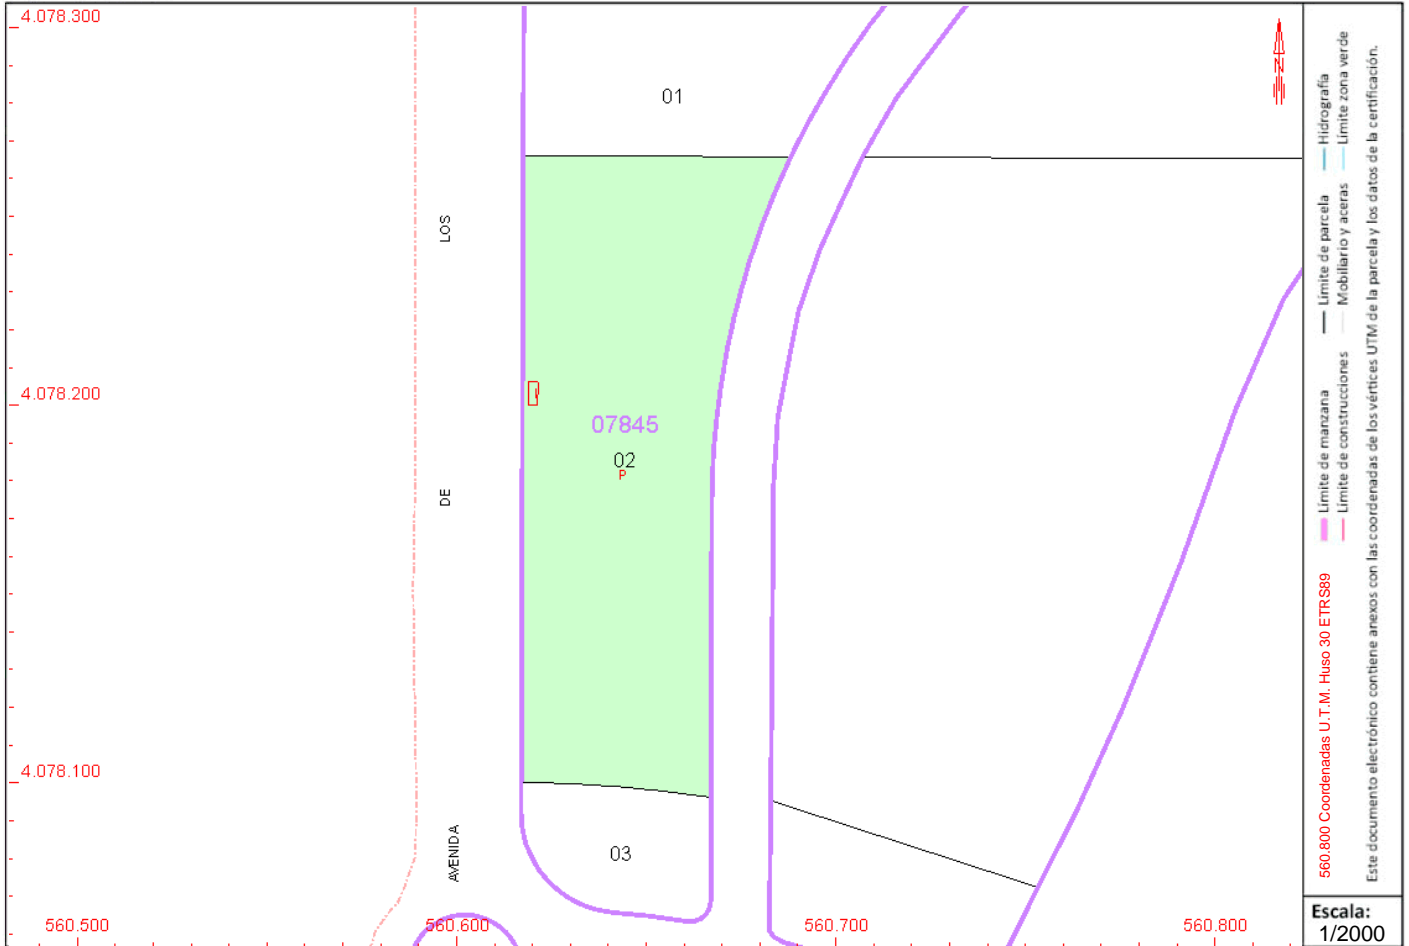 4.078.300
01
LOS
4.078.200
07845
02
P
DE
4.078.100
AVENIDA
03
560.500
560.600
560.700
560.800
N
Límite de manzana
Límite de parcela
Hidrografía
Límite de construcciones
Mobiliario y aceras
Límite zona verde
560.800 Coordenadas U.T.M. Huso 30 ETRS89
Este documento electrónico contiene anexos con las coordenadas de los vértices UTM de la parcela y los datos de la certificación.
Escala:
1/2000